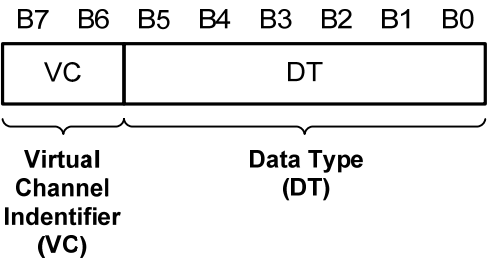 B7 B6 B5 B4 B3 B2 B1 B0
VC DT
Virtual
Channel
Indentifier
(VC)
Data Type
(DT)